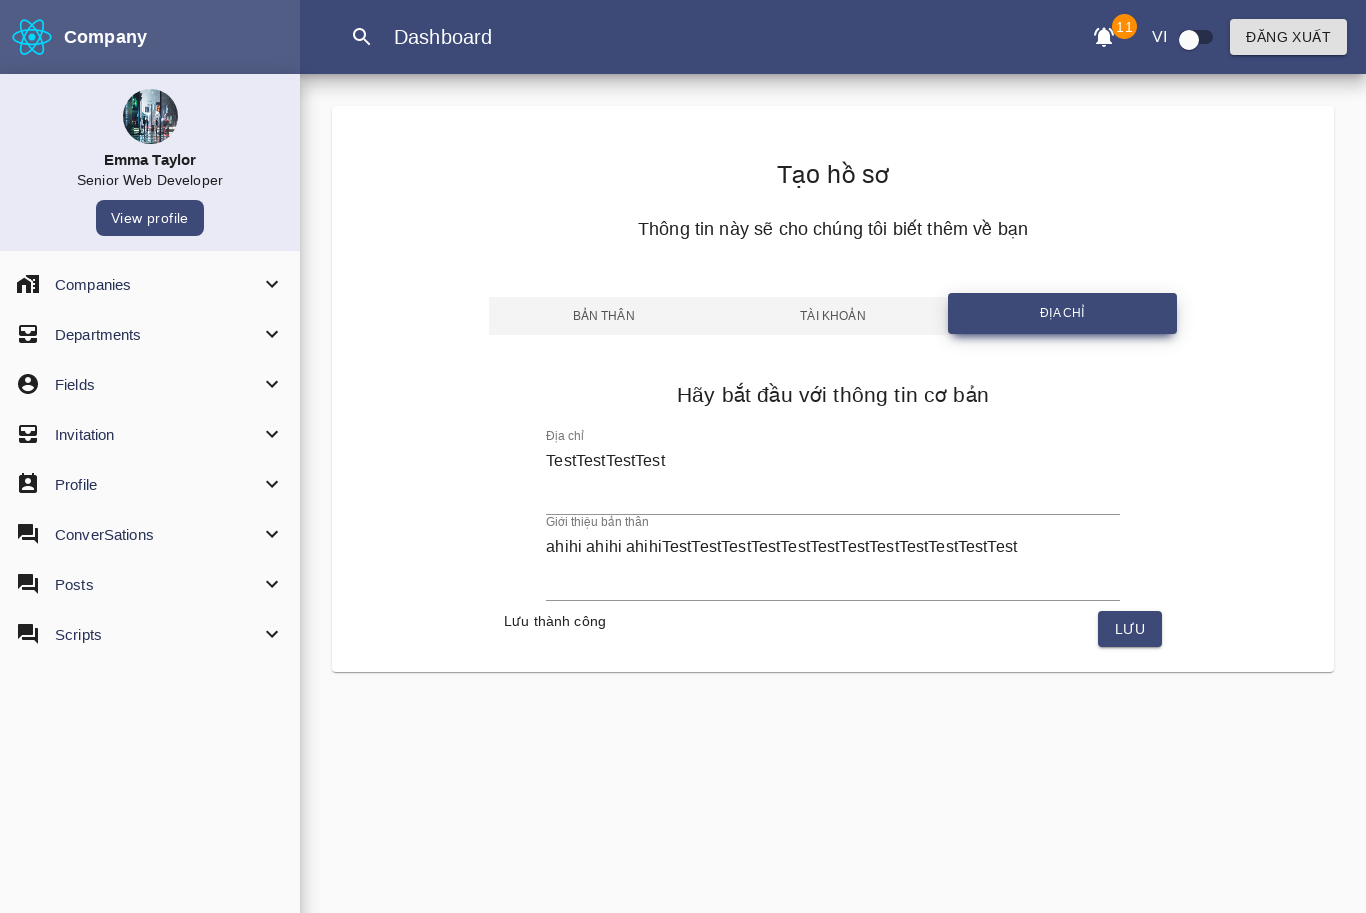 Company
Dashboard
11
VI
ĐĂNG XUẤT
Emma Taylor
Senior Web Developer
View profile
Companies
Departments
Fields
Invitation
Profile
ConverSations
Posts
Scripts
Tạo hồ sơ
Thông tin này sẽ cho chúng tôi biết thêm về bạn
BẢN THÂN
TÀI KHOẢN
ĐỊA CHỈ
Hãy bắt đầu với thông tin cơ bản
Địa chỉ
TestTestTestTest
Giới thiệu bản thân
ahihi ahihi ahihiTestTestTestTestTestTestTestTestTestTestTestTest
Lưu thành công
LƯU